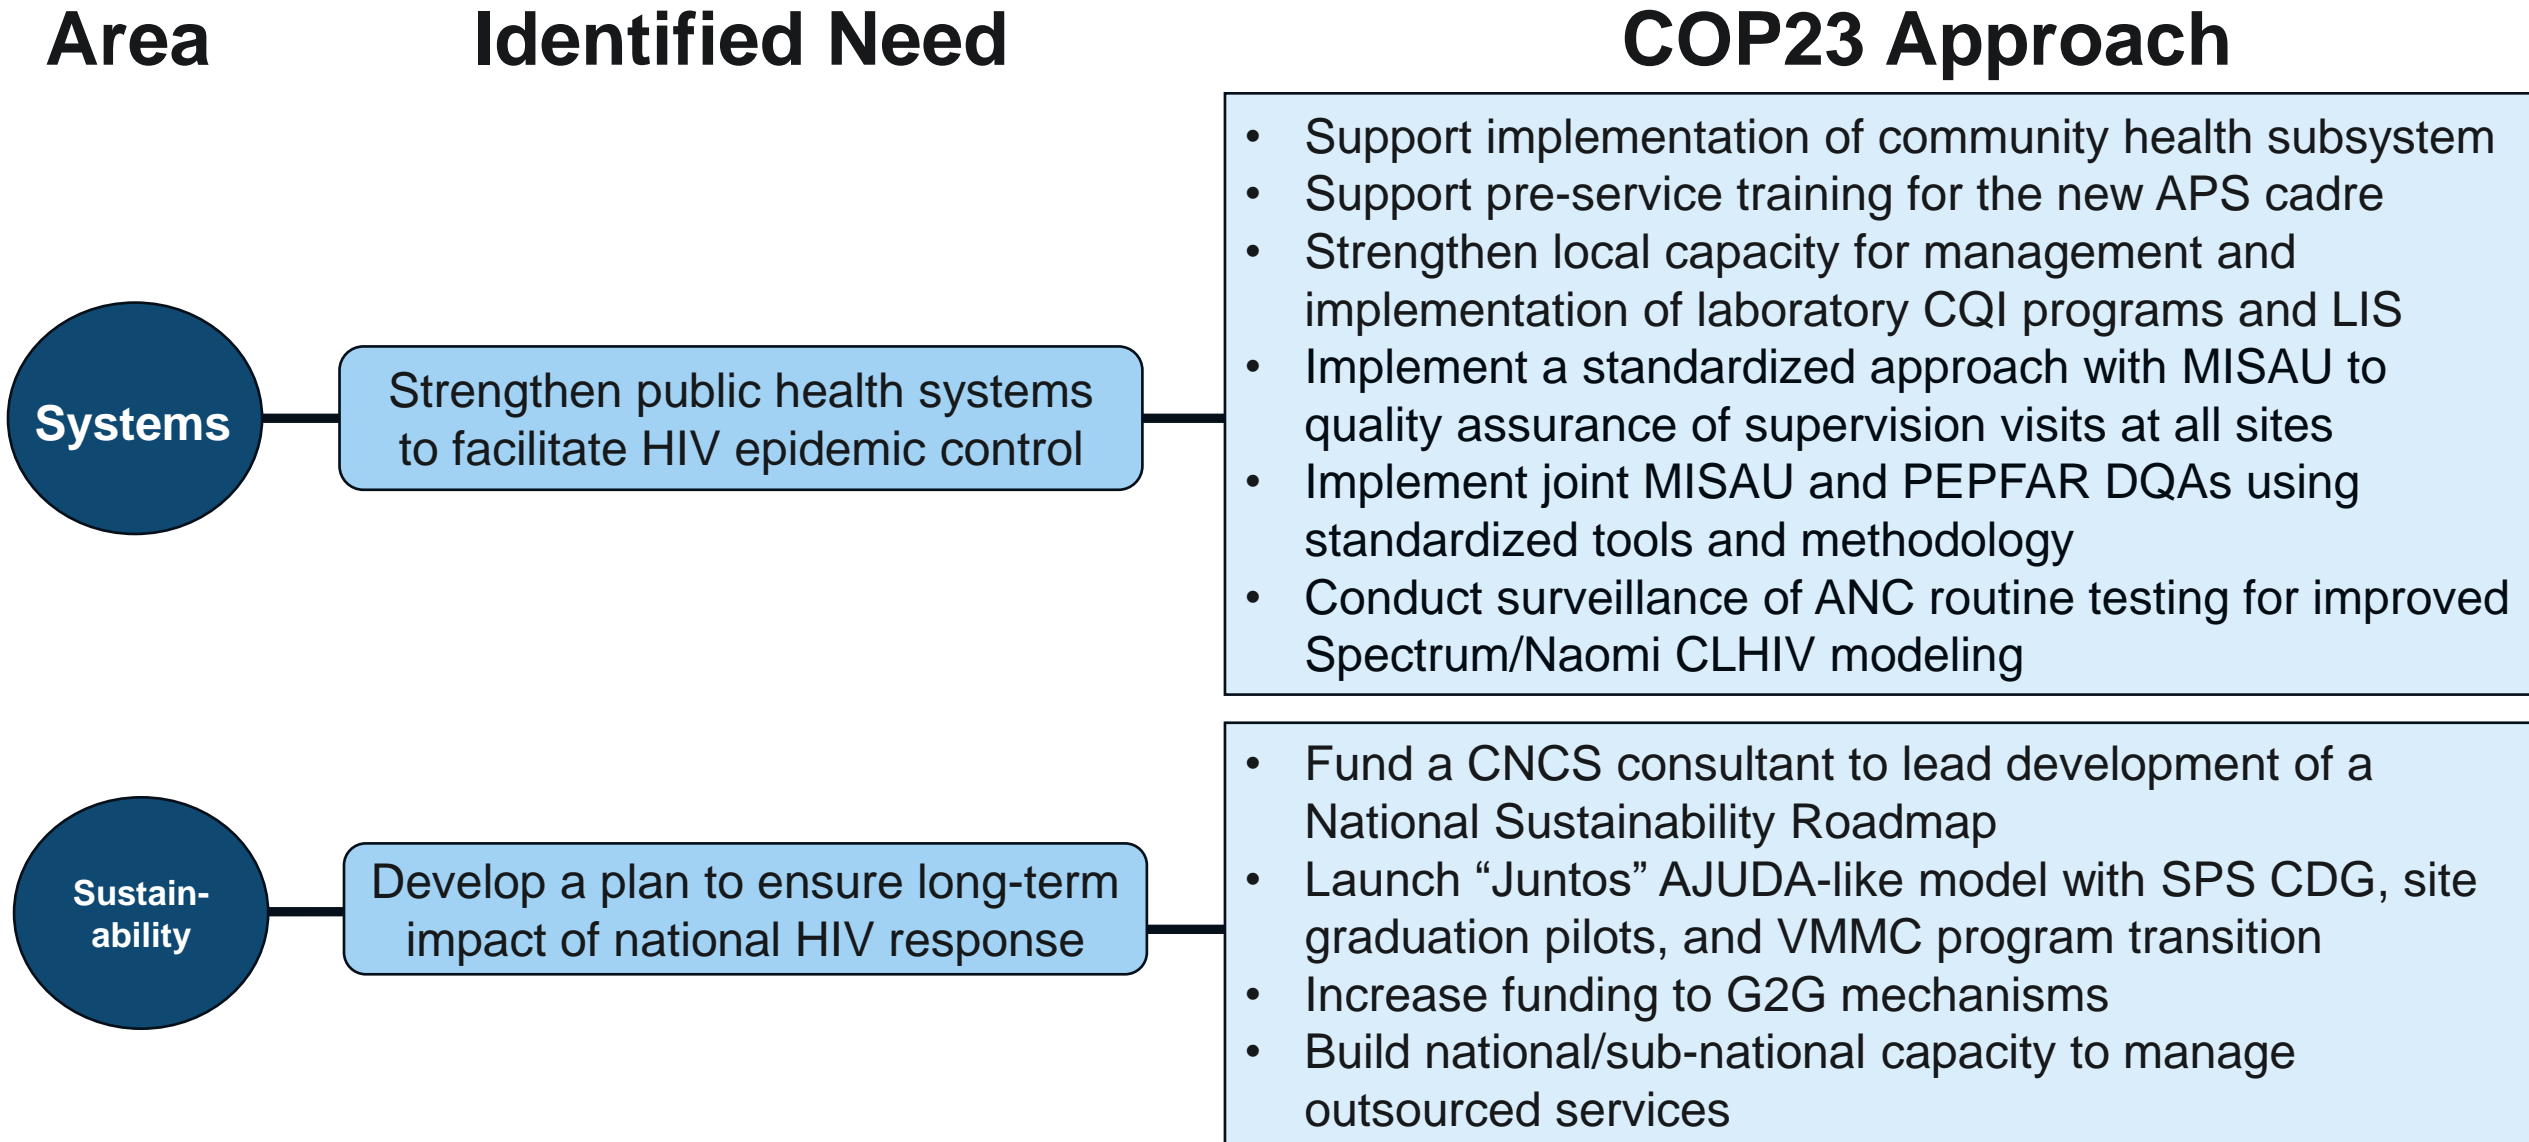 Area Identified Need COP23 Approach
Systems
Strengthen public health systems
to facilitate HIV epidemic control
• Support implementation of community health subsystem
• Support pre-service training for the new APS cadre
• Strengthen local capacity for management and
implementation of laboratory CQI programs and LIS
• Implement a standardized approach with MISAU to
quality assurance of supervision visits at all sites
• Implement joint MISAU and PEPFAR DQAs using
standardized tools and methodology
• Conduct surveillance of ANC routine testing for improved
Spectrum/Naomi CLHIV modeling
Sustain-
ability
Develop a plan to ensure long-term
impact of national HIV response
• Fund a CNCS consultant to lead development of a
National Sustainability Roadmap
• Launch “Juntos” AJUDA-like model with SPS CDG, site
graduation pilots, and VMMC program transition
• Increase funding to G2G mechanisms
• Build national/sub-national capacity to manage
outsourced services